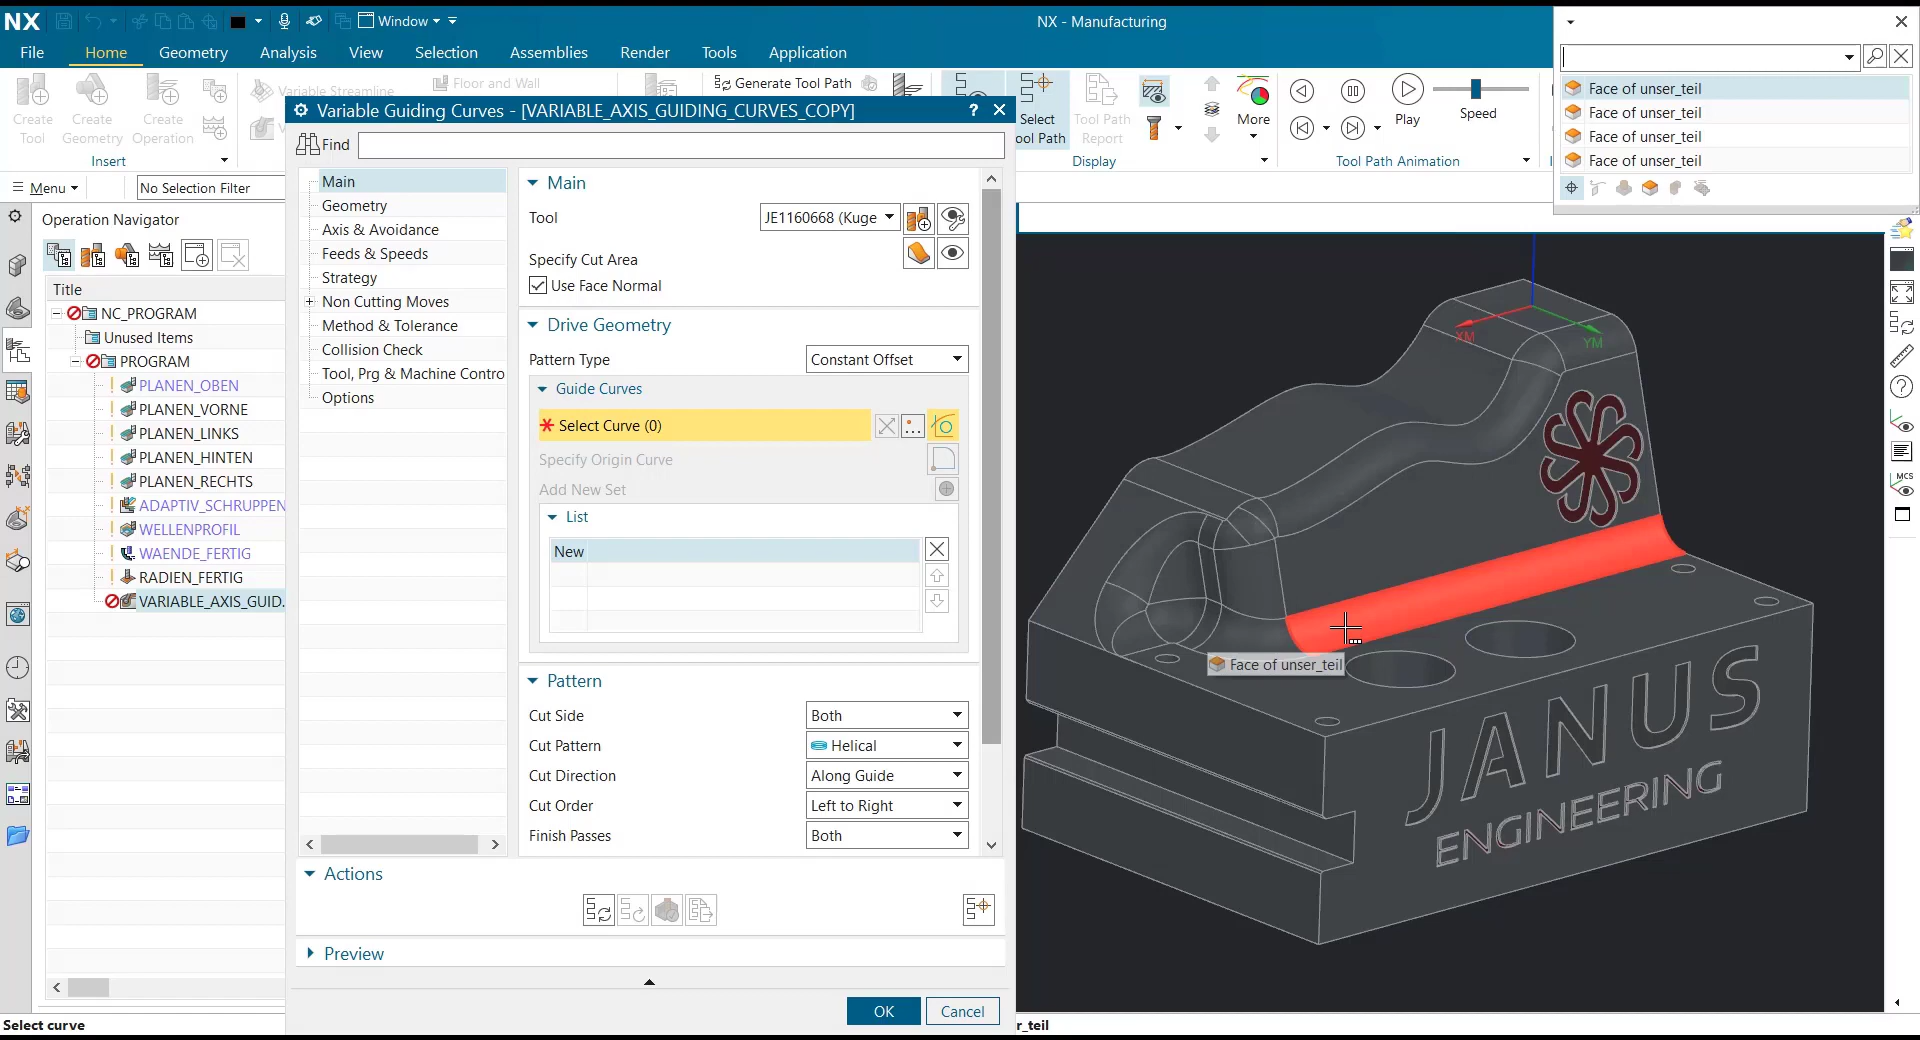 NX
Window
NX - Manufacturing
File
Home
Geometry
Analysis
View
Selection
Assemblies
Render
Tools
Application
Create Tool
Create Geometry
Create Operation
Insert
Variable Streamline
Floor and Wall
Generate Tool Path
Select
ool Path
Tool Path Report
Display
More
Play
Speed
Tool Path Animation
Face of unser_teil
Face of unser_teil
Face of unser_teil
Face of unser_teil
Menu
No Selection Filter
Operation Navigator
Title
NC_PROGRAM
Unused Items
PROGRAM
PLANEN_OBEN
PLANEN_VORNE
PLANEN_LINKS
PLANEN_HINTEN
PLANEN_RECHTS
ADAPTIV_SCHRUPPEN
WELLENPROFIL
WAENDE_FERTIG
RADIEN_FERTIG
VARIABLE_AXIS_GUID.
Variable Guiding Curves - [VARIABLE_AXIS_GUIDING_CURVES_COPY]
?
Find
Main
Geometry
Axis & Avoidance
Feeds & Speeds
Strategy
Non Cutting Moves
Method & Tolerance
Collision Check
Tool, Prg & Machine Contro
Options
Main
Tool
JE1160668 (Kuge
Specify Cut Area
Use Face Normal
Drive Geometry
Pattern Type
Constant Offset
Guide Curves
* Select Curve (0)
Specify Origin Curve
Add New Set
List
New
Pattern
Cut Side
Both
Cut Pattern
Helical
Cut Direction
Along Guide
Cut Order
Left to Right
Finish Passes
Both
Actions
Preview
OK
Cancel
XM
YM
Face of unser_teil
JANUS
ENGINEERING
MCS
Select curve
r_teil